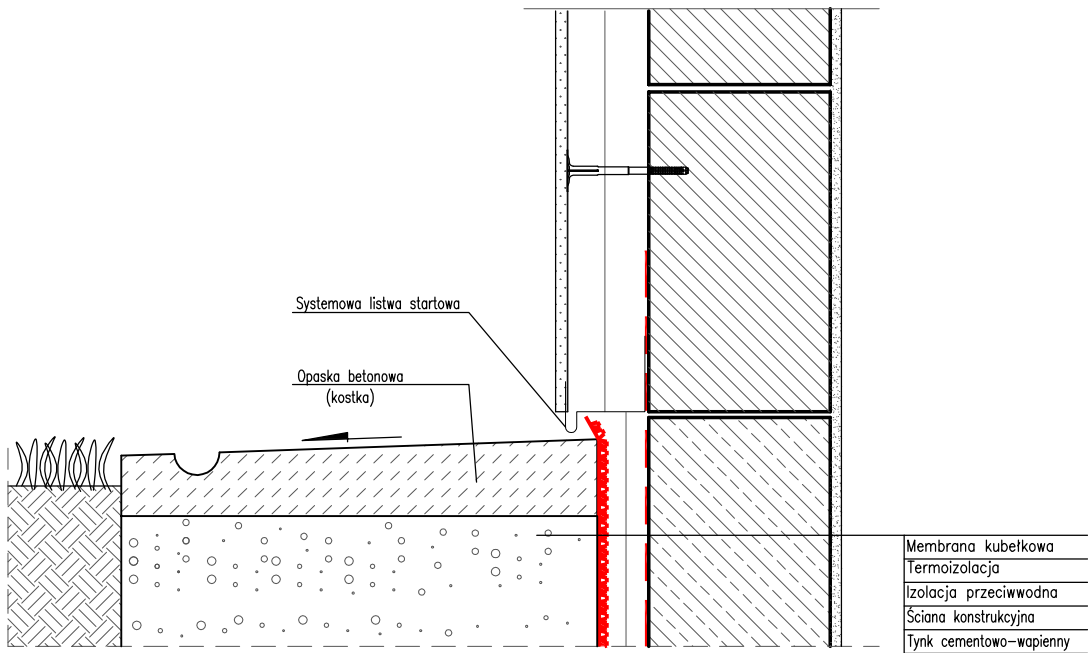 Systemowa listwa startowa
Opaska betonowa
(kostka)
Membrana kubełkowa
Termoizolacja
Izolacja przeciwwodna
Ściana konstrukcyjna
Tynk cementowo-wapienny